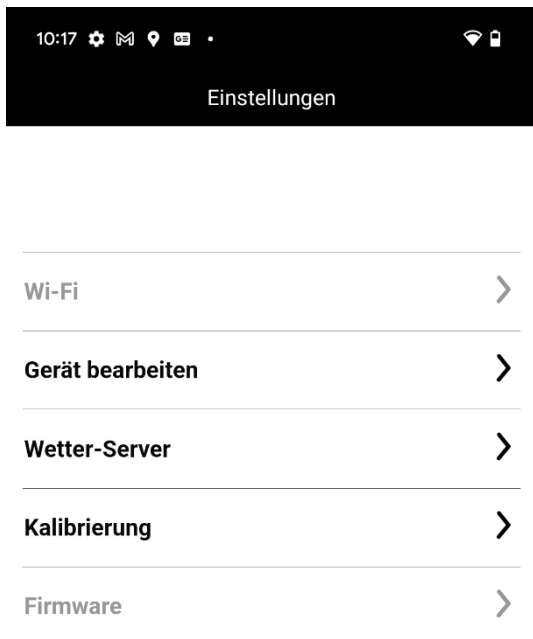 10:17
Einstellungen
Wi-Fi
Gerät bearbeiten
Wetter-Server
Kalibrierung
Firmware